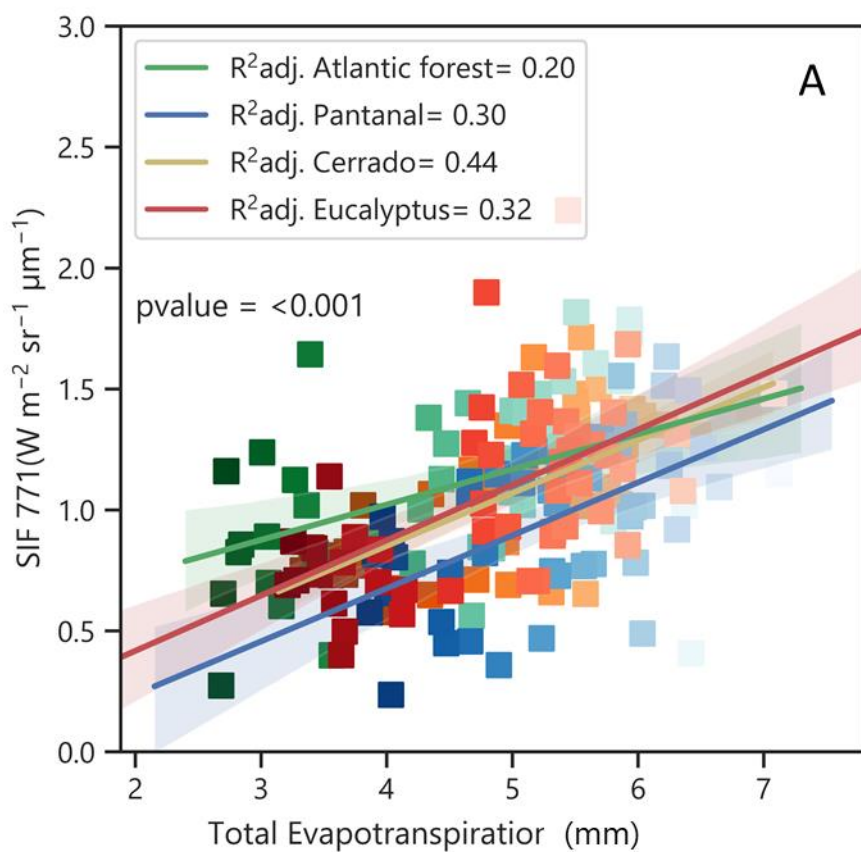 3.0
2.5
2.0
1.5
1.0
0.5
0.0
SIF 771(W m⁻² sr⁻¹ μm⁻¹)
R²adj. Atlantic forest= 0.20
R²adj. Pantanal= 0.30
R²adj. Cerrado= 0.44
R²adj. Eucalyptus= 0.32
A
pvalue = <0.001
2 3 4 5 6 7
Total Evapotranspiratior (mm)